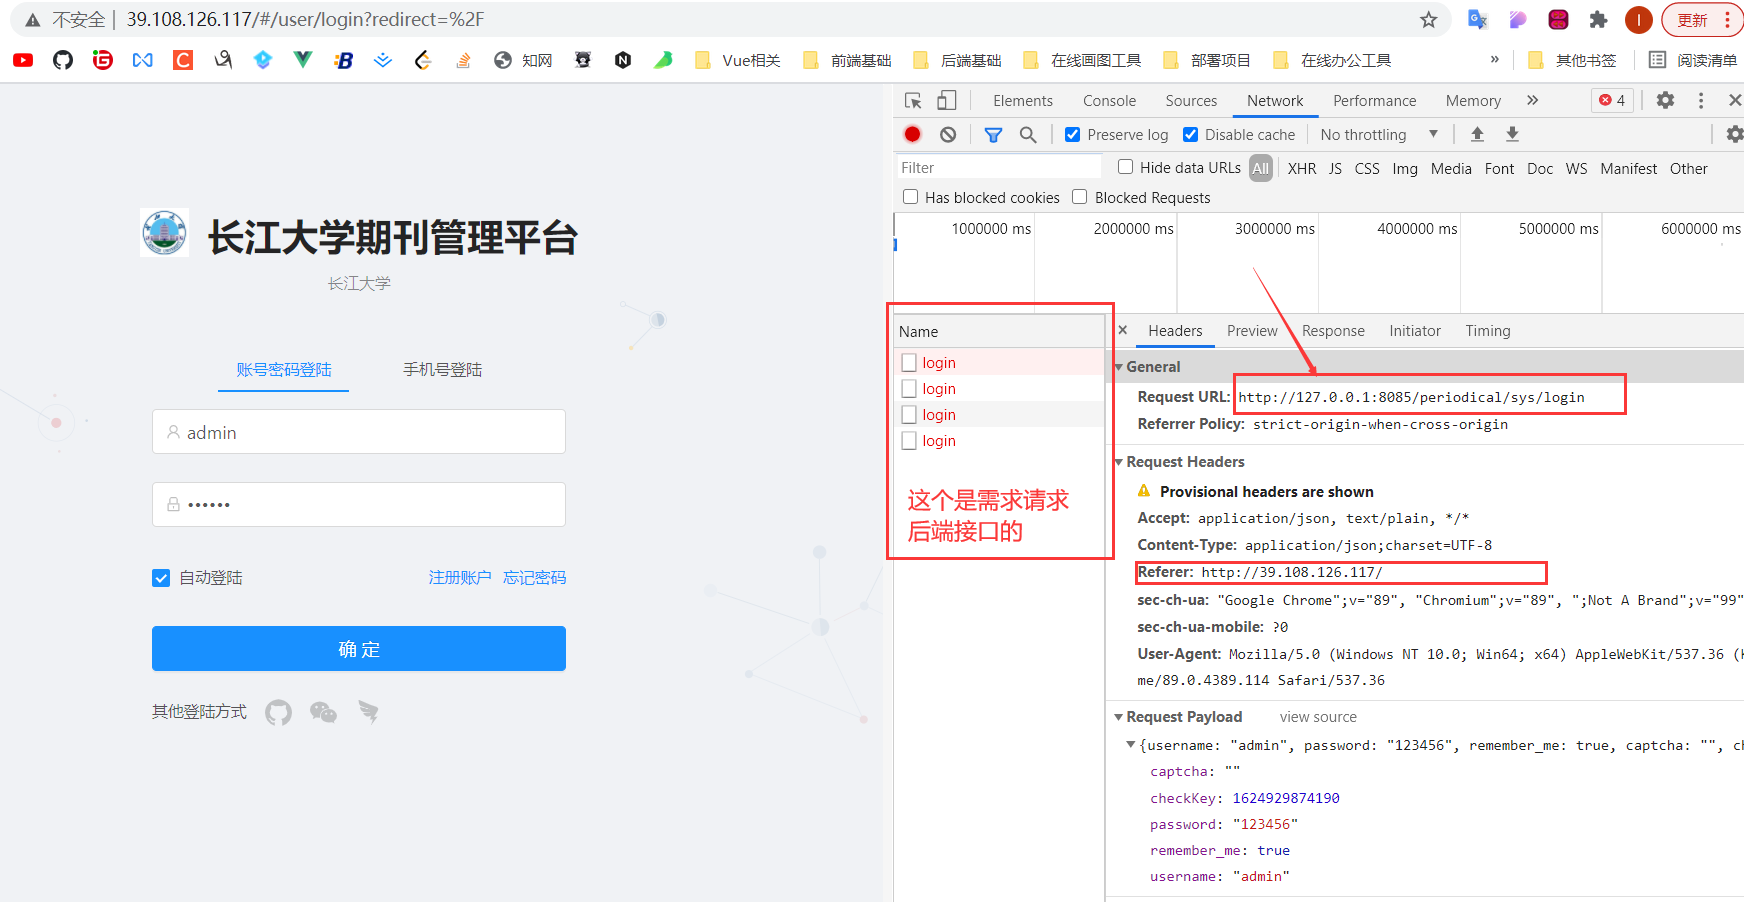 不安全 39.108.126.117/#/user/login?redirect=%2F 更新
知网 Vue相关 前端基础 后端基础 在线画图工具 部署项目 在线办公工具 » 其他书签 阅读清单
Elements Console Sources Network Performance Memory » 4
Preserve log Disable cache No throttling
Filter Hide data URLs All XHR JS CSS Img Media Font Doc WS Manifest Other
Has blocked cookies Blocked Requests
1000000 ms 2000000 ms 3000000 ms 4000000 ms 5000000 ms 6000000 ms
长江大学期刊管理平台
长江大学
账号密码登陆 手机号登陆
admin
••••••
自动登陆 注册账户 忘记密码
确 定
其他登陆方式
Name
login
login
login
login
这个是需求请求
后端接口的
× Headers Preview Response Initiator Timing
General
Request URL: http://127.0.0.1:8085/periodical/sys/login
Referrer Policy: strict-origin-when-cross-origin
Request Headers
Provisional headers are shown
Accept: application/json, text/plain, */*
Content-Type: application/json;charset=UTF-8
Referer: http://39.108.126.117/
sec-ch-ua: "Google Chrome";v="89", "Chromium";v="89", ";Not A Brand";v="99"
sec-ch-ua-mobile: ?0
User-Agent: Mozilla/5.0 (Windows NT 10.0; Win64; x64) AppleWebKit/537.36 (
me/89.0.4389.114 Safari/537.36
Request Payload view source
{username: "admin", password: "123456", remember_me: true, captcha: "",
captcha: ""
checkKey: 1624929874190
password: "123456"
remember_me: true
username: "admin"